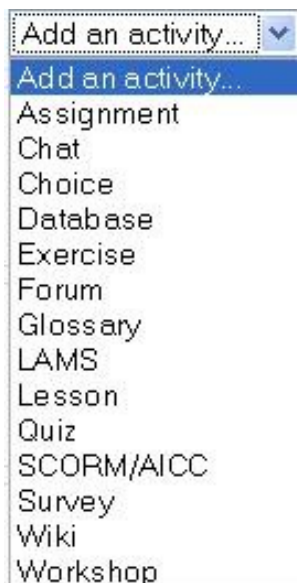 Add an activity...
Add an activity...
Assignment
Chat
Choice
Database
Exercise
Forum
Glossary
LAMS
Lesson
Quiz
SCORM/AICC
Survey
Wiki
Workshop